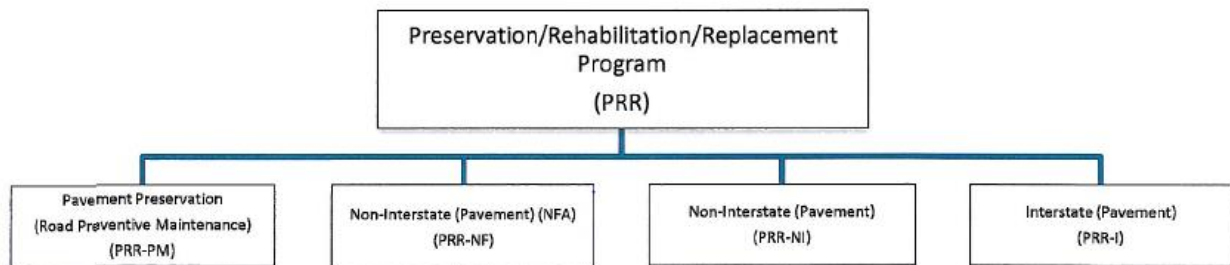 Preservation/Rehabilitation/Replacement
Program
(PRR)
Pavement Preservation
(Road Preventive Maintenance)
(PRR-PM)
Non-Interstate (Pavement) (NFA)
(PRR-NF)
Non-Interstate (Pavement)
(PRR-NI)
Interstate (Pavement)
(PRR-I)